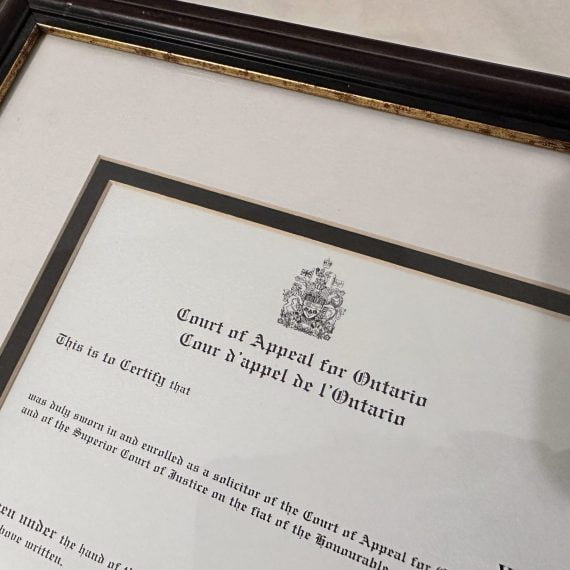 Court of Appeal for Ontario
Cour d'appel de l'Ontario
This is to Certify that
was duly sworn in and enrolled as a solicitor of the Court of Appeal for
and of the Superior Court of Justice on the fiat of the Honourable
under the hand of
above written.